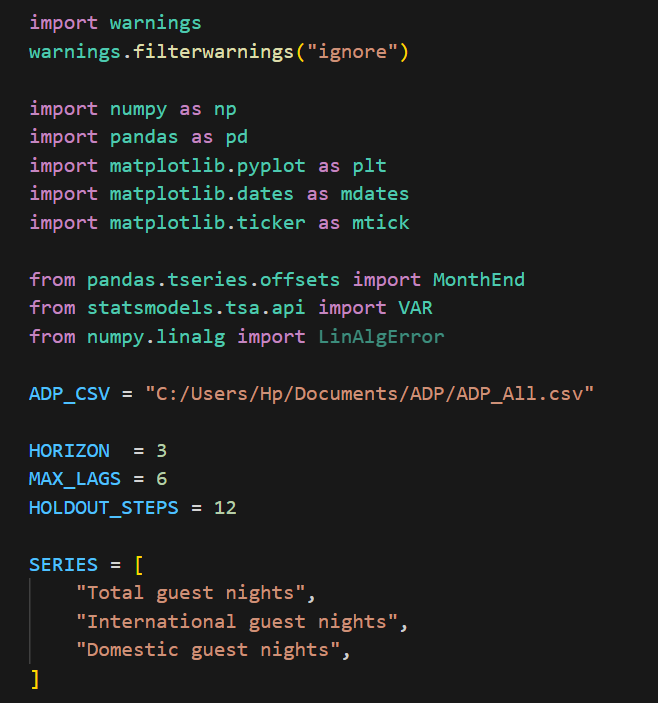 import warnings
warnings.filterwarnings("ignore")
import numpy as np
import pandas as pd
import matplotlib.pyplot as plt
import matplotlib.dates as mdates
import matplotlib.ticker as mtick
from pandas.tseries.offsets import MonthEnd
from statsmodels.tsa.api import VAR
from numpy.linalg import LinAlgError
ADP_CSV = "C:/Users/Hp/Documents/ADP/ADP_All.csv"
HORIZON  = 3
MAX_LAGS = 6
HOLDOUT_STEPS = 12
SERIES = [
    "Total guest nights",
    "International guest nights",
    "Domestic guest nights",
]